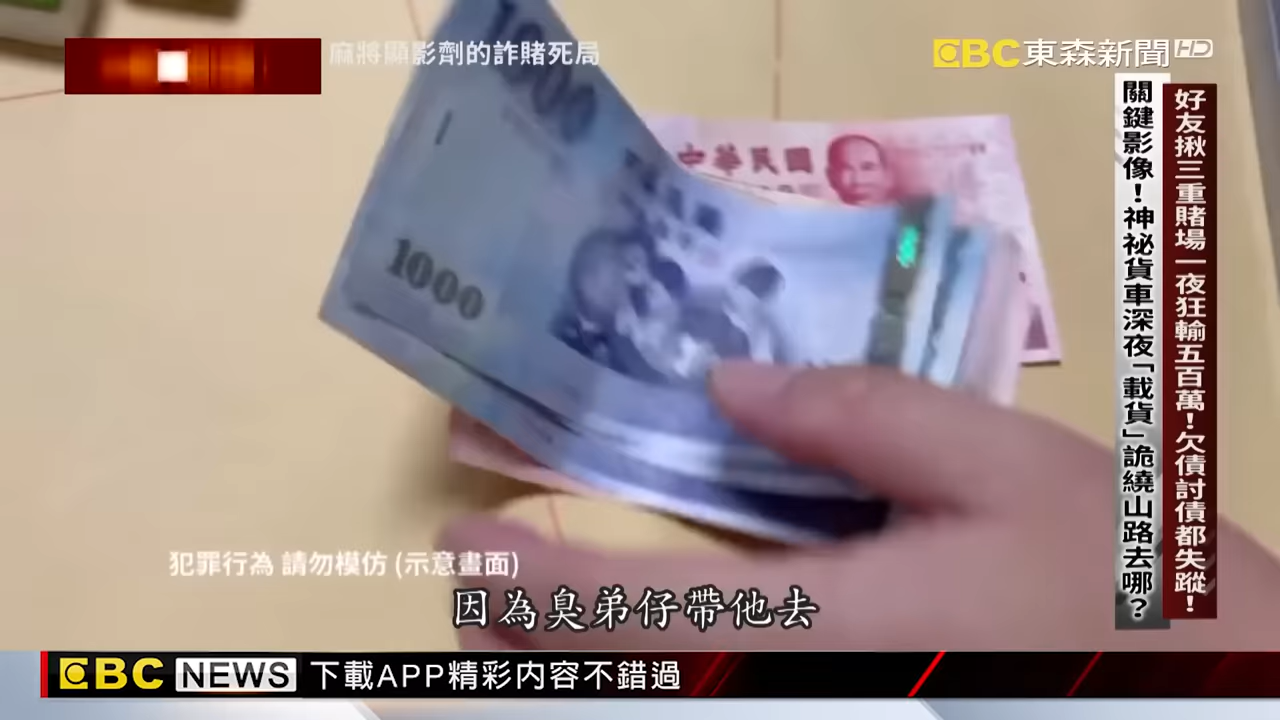 麻將顯影劑的詐賭死局
EBC東森新聞HD
好友揪三重賭場一夜狂輸五百萬！欠債討債都失蹤！
關鍵影像！神祕貨車深夜「載貨」詭繞山路去哪？
1000
中華民國
1000
犯罪行為 請勿模仿 (示意畫面)
因為臭弟仔帶他去
EBC NEWS 下載APP精彩內容不錯過